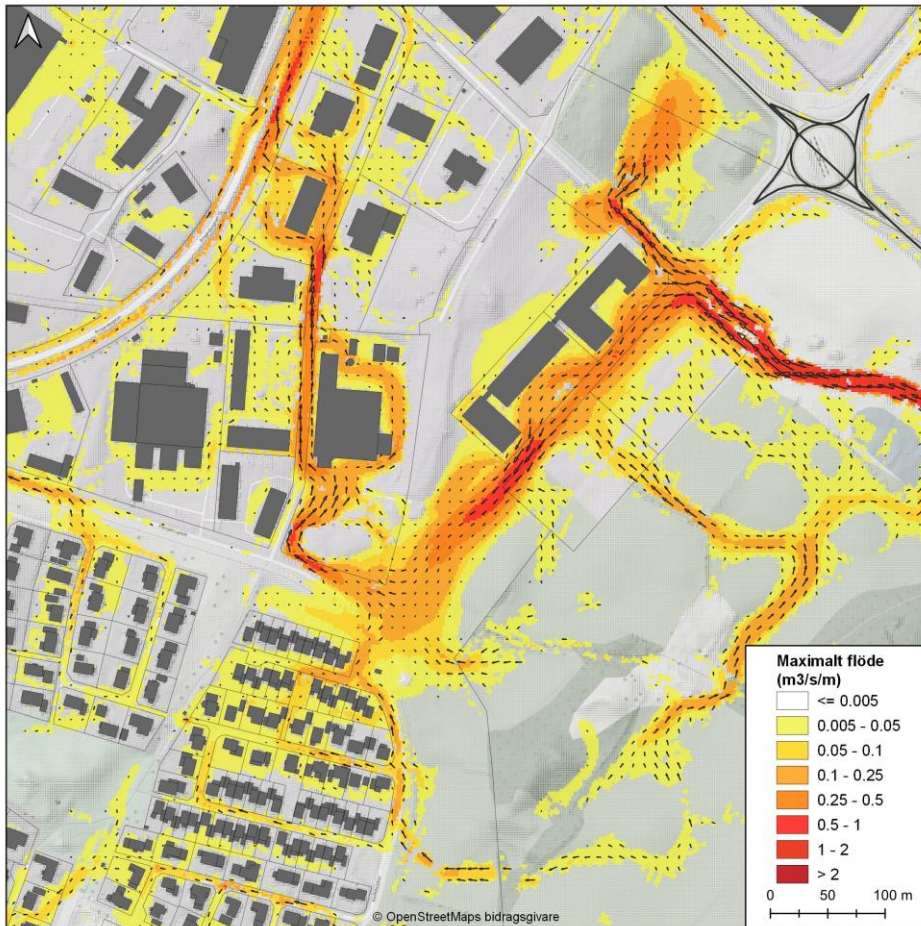 Maximalt flöde
(m3/s/m)
<= 0.005
0.005 - 0.05
0.05 - 0.1
0.1 - 0.25
0.25 - 0.5
0.5 - 1
1 - 2
> 2
0 50 100 m
© OpenStreetMaps bidragsgivare